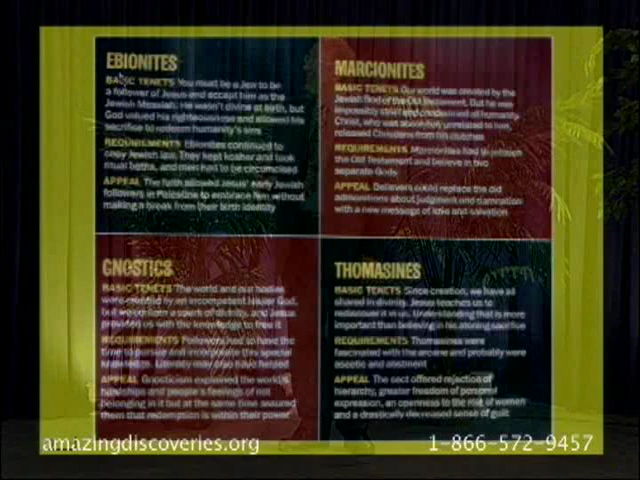 EBIONITES
BASIC TENETS You must be a Jew to be
a follower of Jesus and accept him as the
Jewish Messiah. He wasn't divine at birth, but
God valued his righteousness and allowed his
sacrifice to redeem humanity's sins
REQUIREMENTS Ebionites continued to
obey Jewish law. They kept kosher and took
ritual baths, and men had to be circumcised
APPEAL The faith allowed Jesus' early Jewish
followers in Palestine to embrace him without
making a break from their birth identity
MARCIONITES
BASIC TENETS Our world was created by the
Jewish God of the Old Testament. But he was
Christ, who was absolutely unrelated to him,
released Christians from his clutches
REQUIREMENTS Marcionites had to
the Old Testament and believe in two
separate Gods
APPEAL Believers could replace the old
admonitions about judgment and damnation
with a new message of love and salvation
GNOSTICS
BASIC TENETS The world and our bodies
were created by an incompetent lesser God,
but we contain a spark of divinity, and Jesus
provides us with the knowledge to free it
REQUIREMENTS Followers had to have the
time to pursue and incorporate this special
knowledge. Literacy may also have helped
APPEAL Gnosticism explained the world's
hardships and people's feelings of not
belonging in it but at the same time assured
them that redemption is within their power
THOMASINES
BASIC TENETS Since creation, we have all
shared in divinity. Jesus teaches us to
rediscover it in us. Understanding that is more
important than believing in his atoning sacrifice
REQUIREMENTS Thomasines were
fascinated with the arcane and probably were
ascetic and abstinent
APPEAL The sect offered rejection of
hierarchy, greater freedom of personal
expression, an openness to the role of women
and a drastically decreased sense of guilt
amazingdiscoveries.org
1-866-572-9457